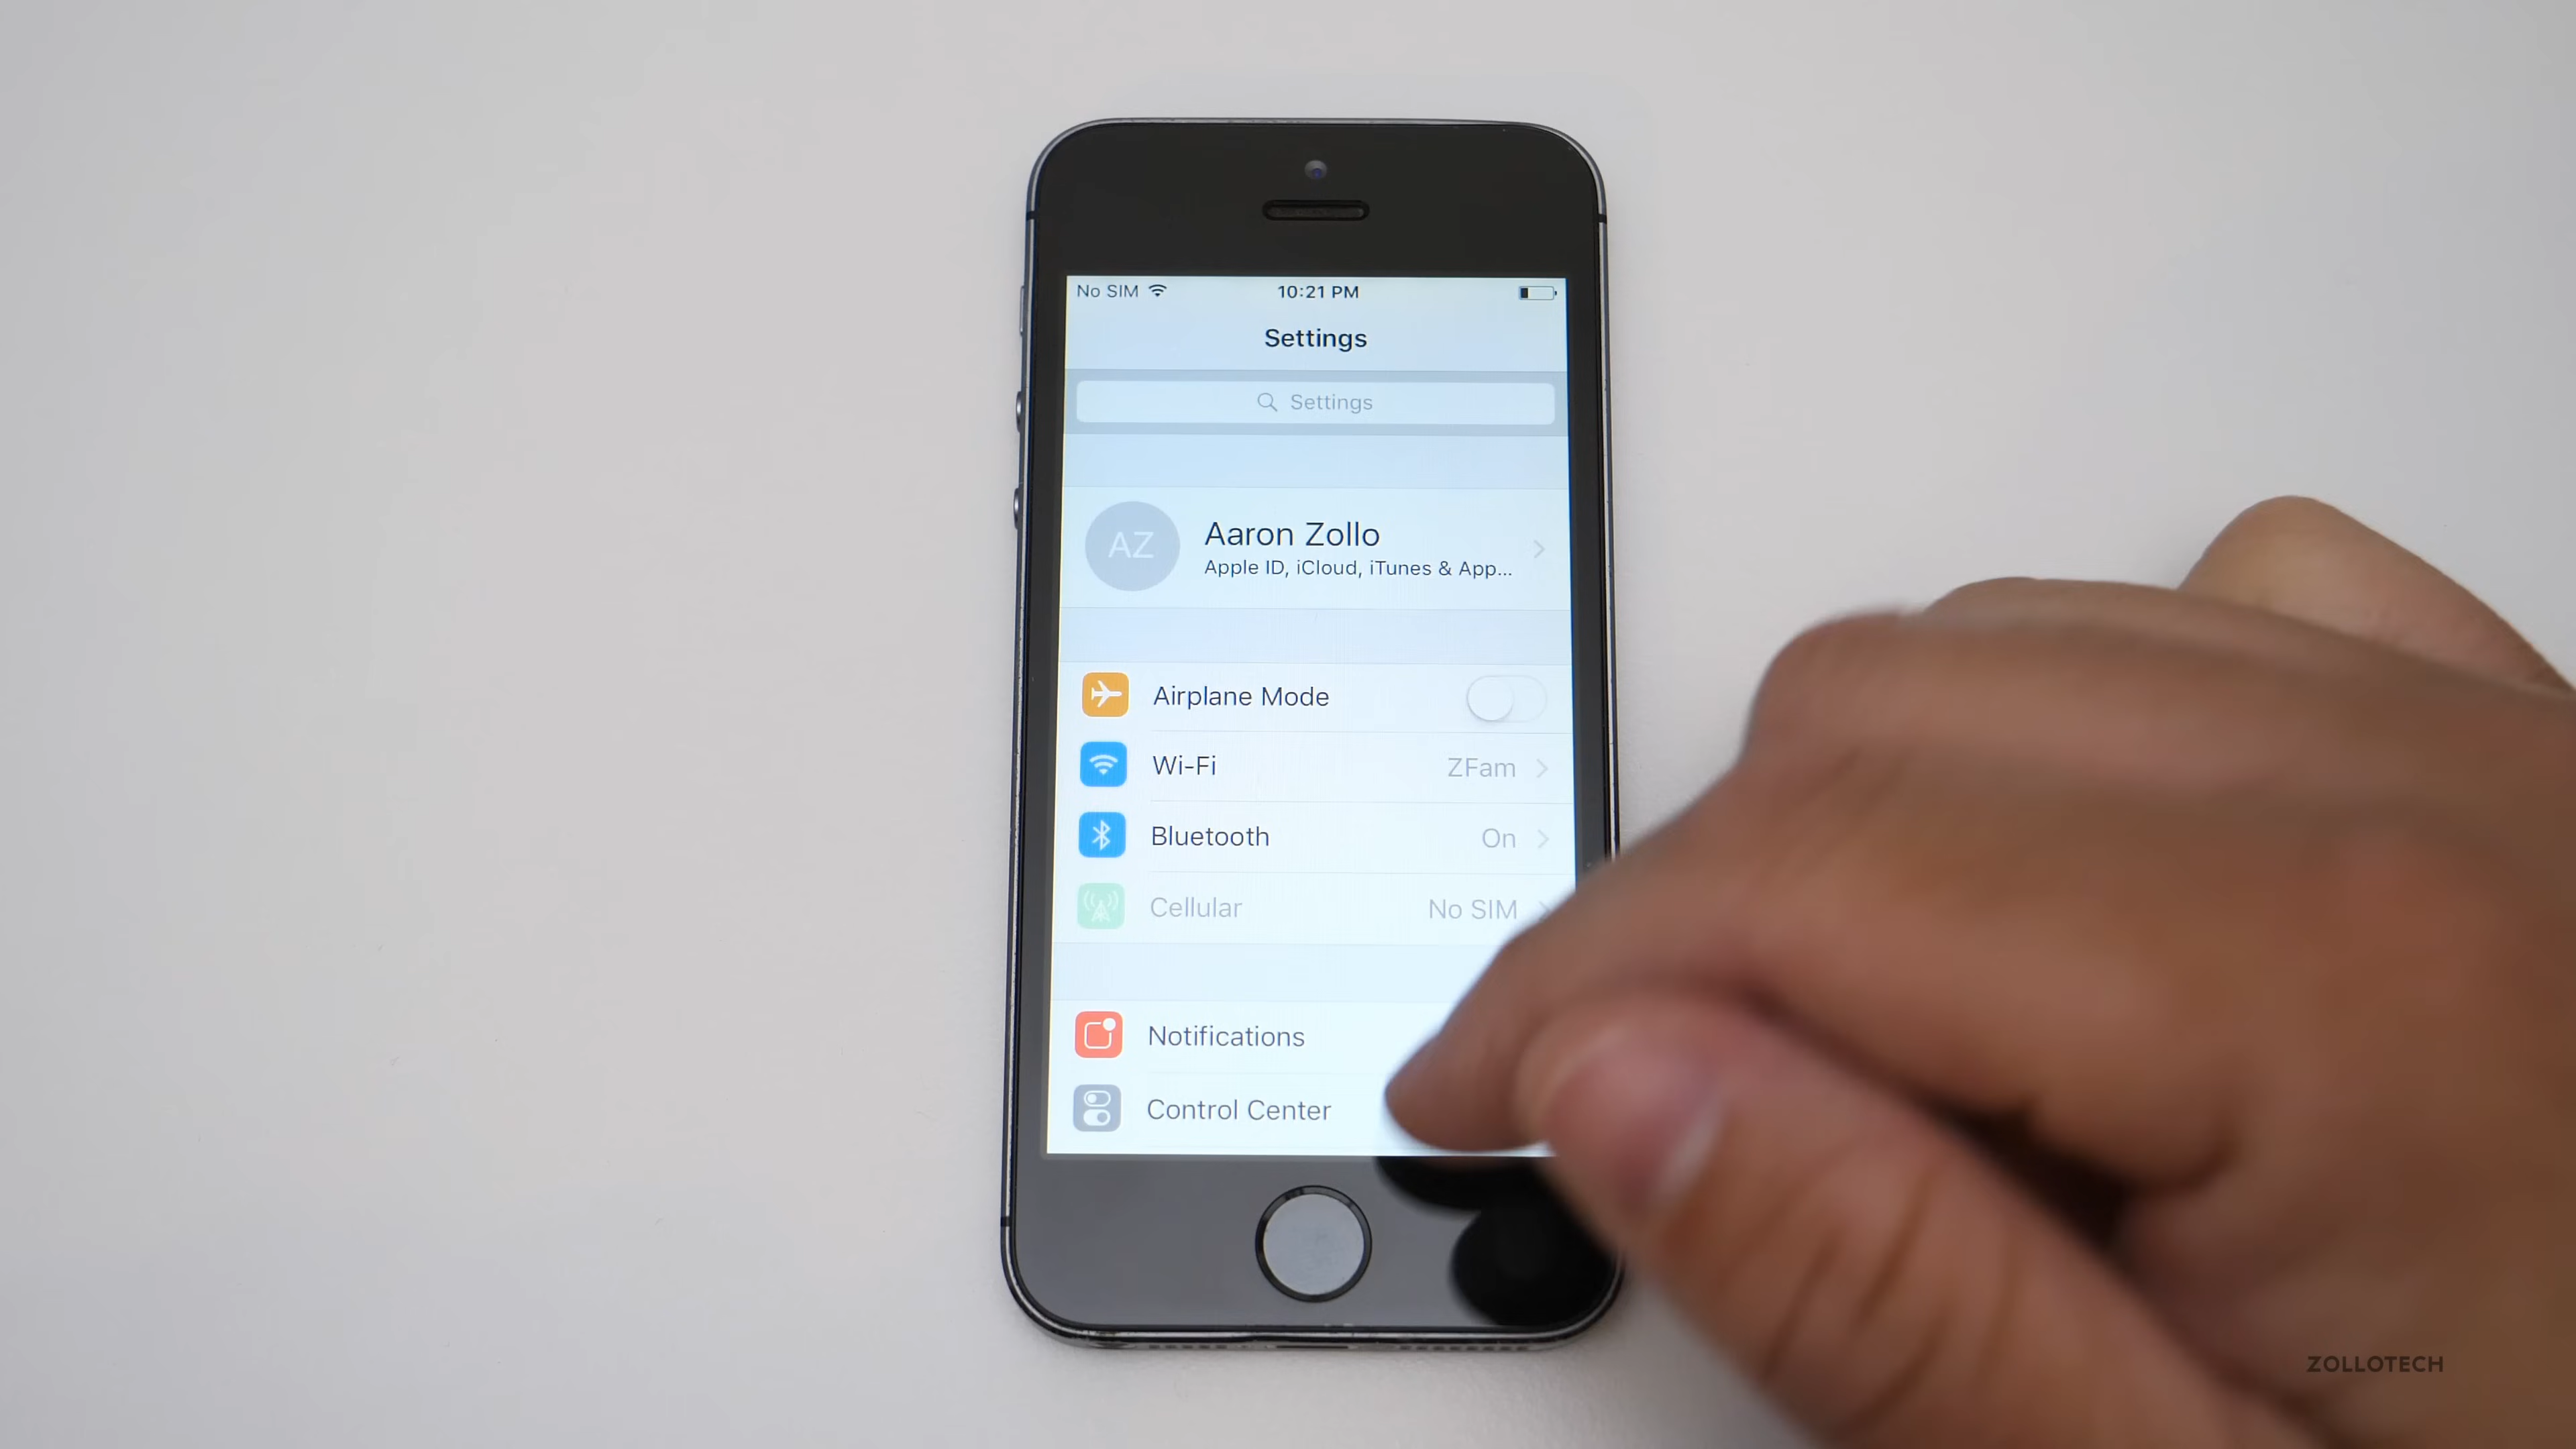 No SIM 10:21 PM
Settings
Settings
AZ
Aaron Zollo
Apple ID, iCloud, iTunes & App...
Airplane Mode
Wi-Fi ZFam
Bluetooth On
Cellular No SIM
Notifications
Control Center
ZOLLOTECH